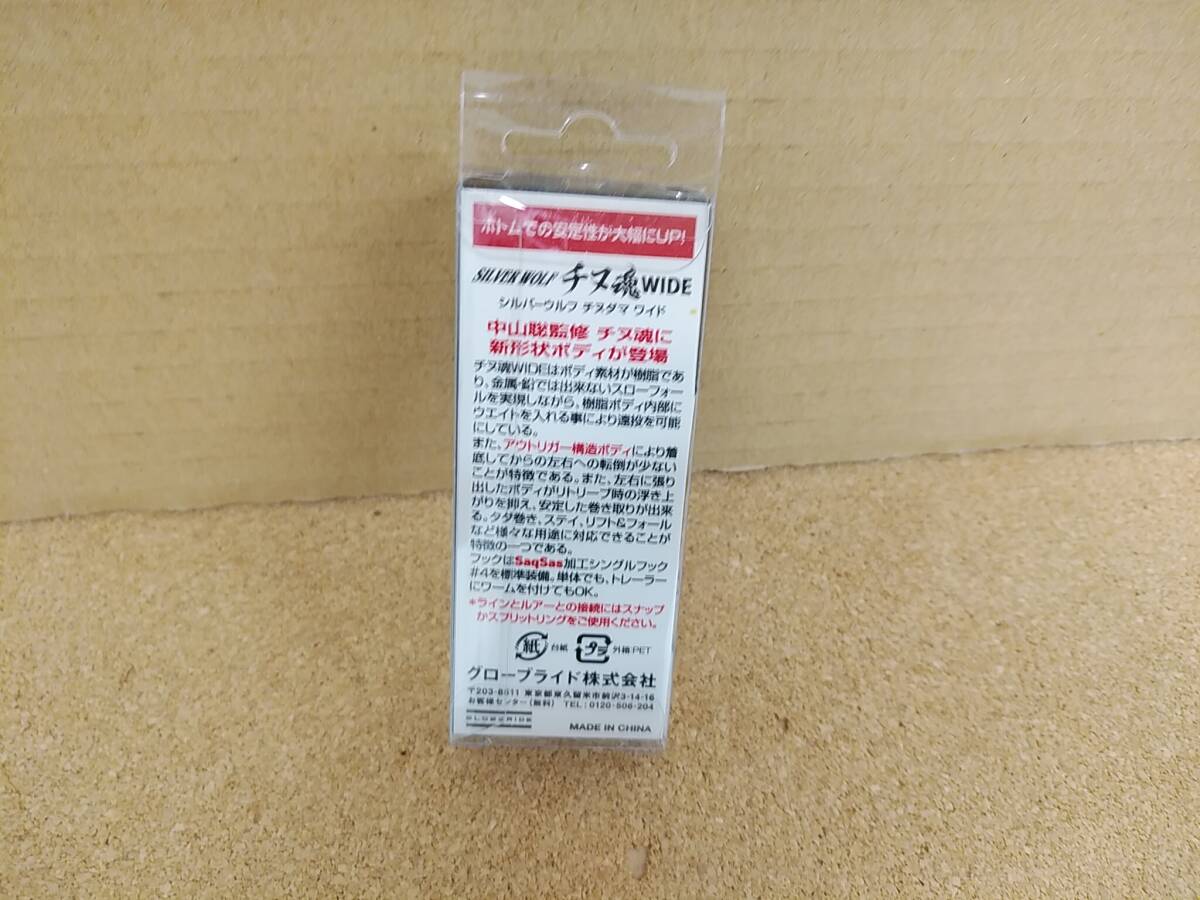 ボトムでの安定性が大幅にUP!
SILVER WOLF チヌ魂WIDE
シルバーウルフ チヌダマ ワイド
中山聡監修 チヌ魂に
新形状ボディが登場
チヌ魂WIDEはボディ素材が樹脂であ
り、金属・鉛では出来ないスローフォー
ルを実現しながら、樹脂ボディ内部に
ウエイトを入れる事により遠投を可能
にしている。
また、アウトリガー構造ボディにより着
底してからの左右への転倒が少ない
ことが特徴である。また、左右に張り
出したボディがリトリーブ時の浮き上
がりを抑え、安定した巻き取りが出来
る。タダ巻き、ステイ、リフト&フォール
など様々な用途に対応できることが
特徴の一つである。
フックはSaqSas加工シングルフック
#4を標準装備。単体でも、トレーラー
にワームを付けてもOK。
*ラインとルアーとの接続にはスナップ
かスプリットリングをご使用ください。
紙 台紙 プラ 外箱:PET
グローブライド株式会社
〒203-8511 東京都東久留米市前沢3-14-16
お客様センター(無料) TEL:0120-506-204
GLOBERIDE MADE IN CHINA